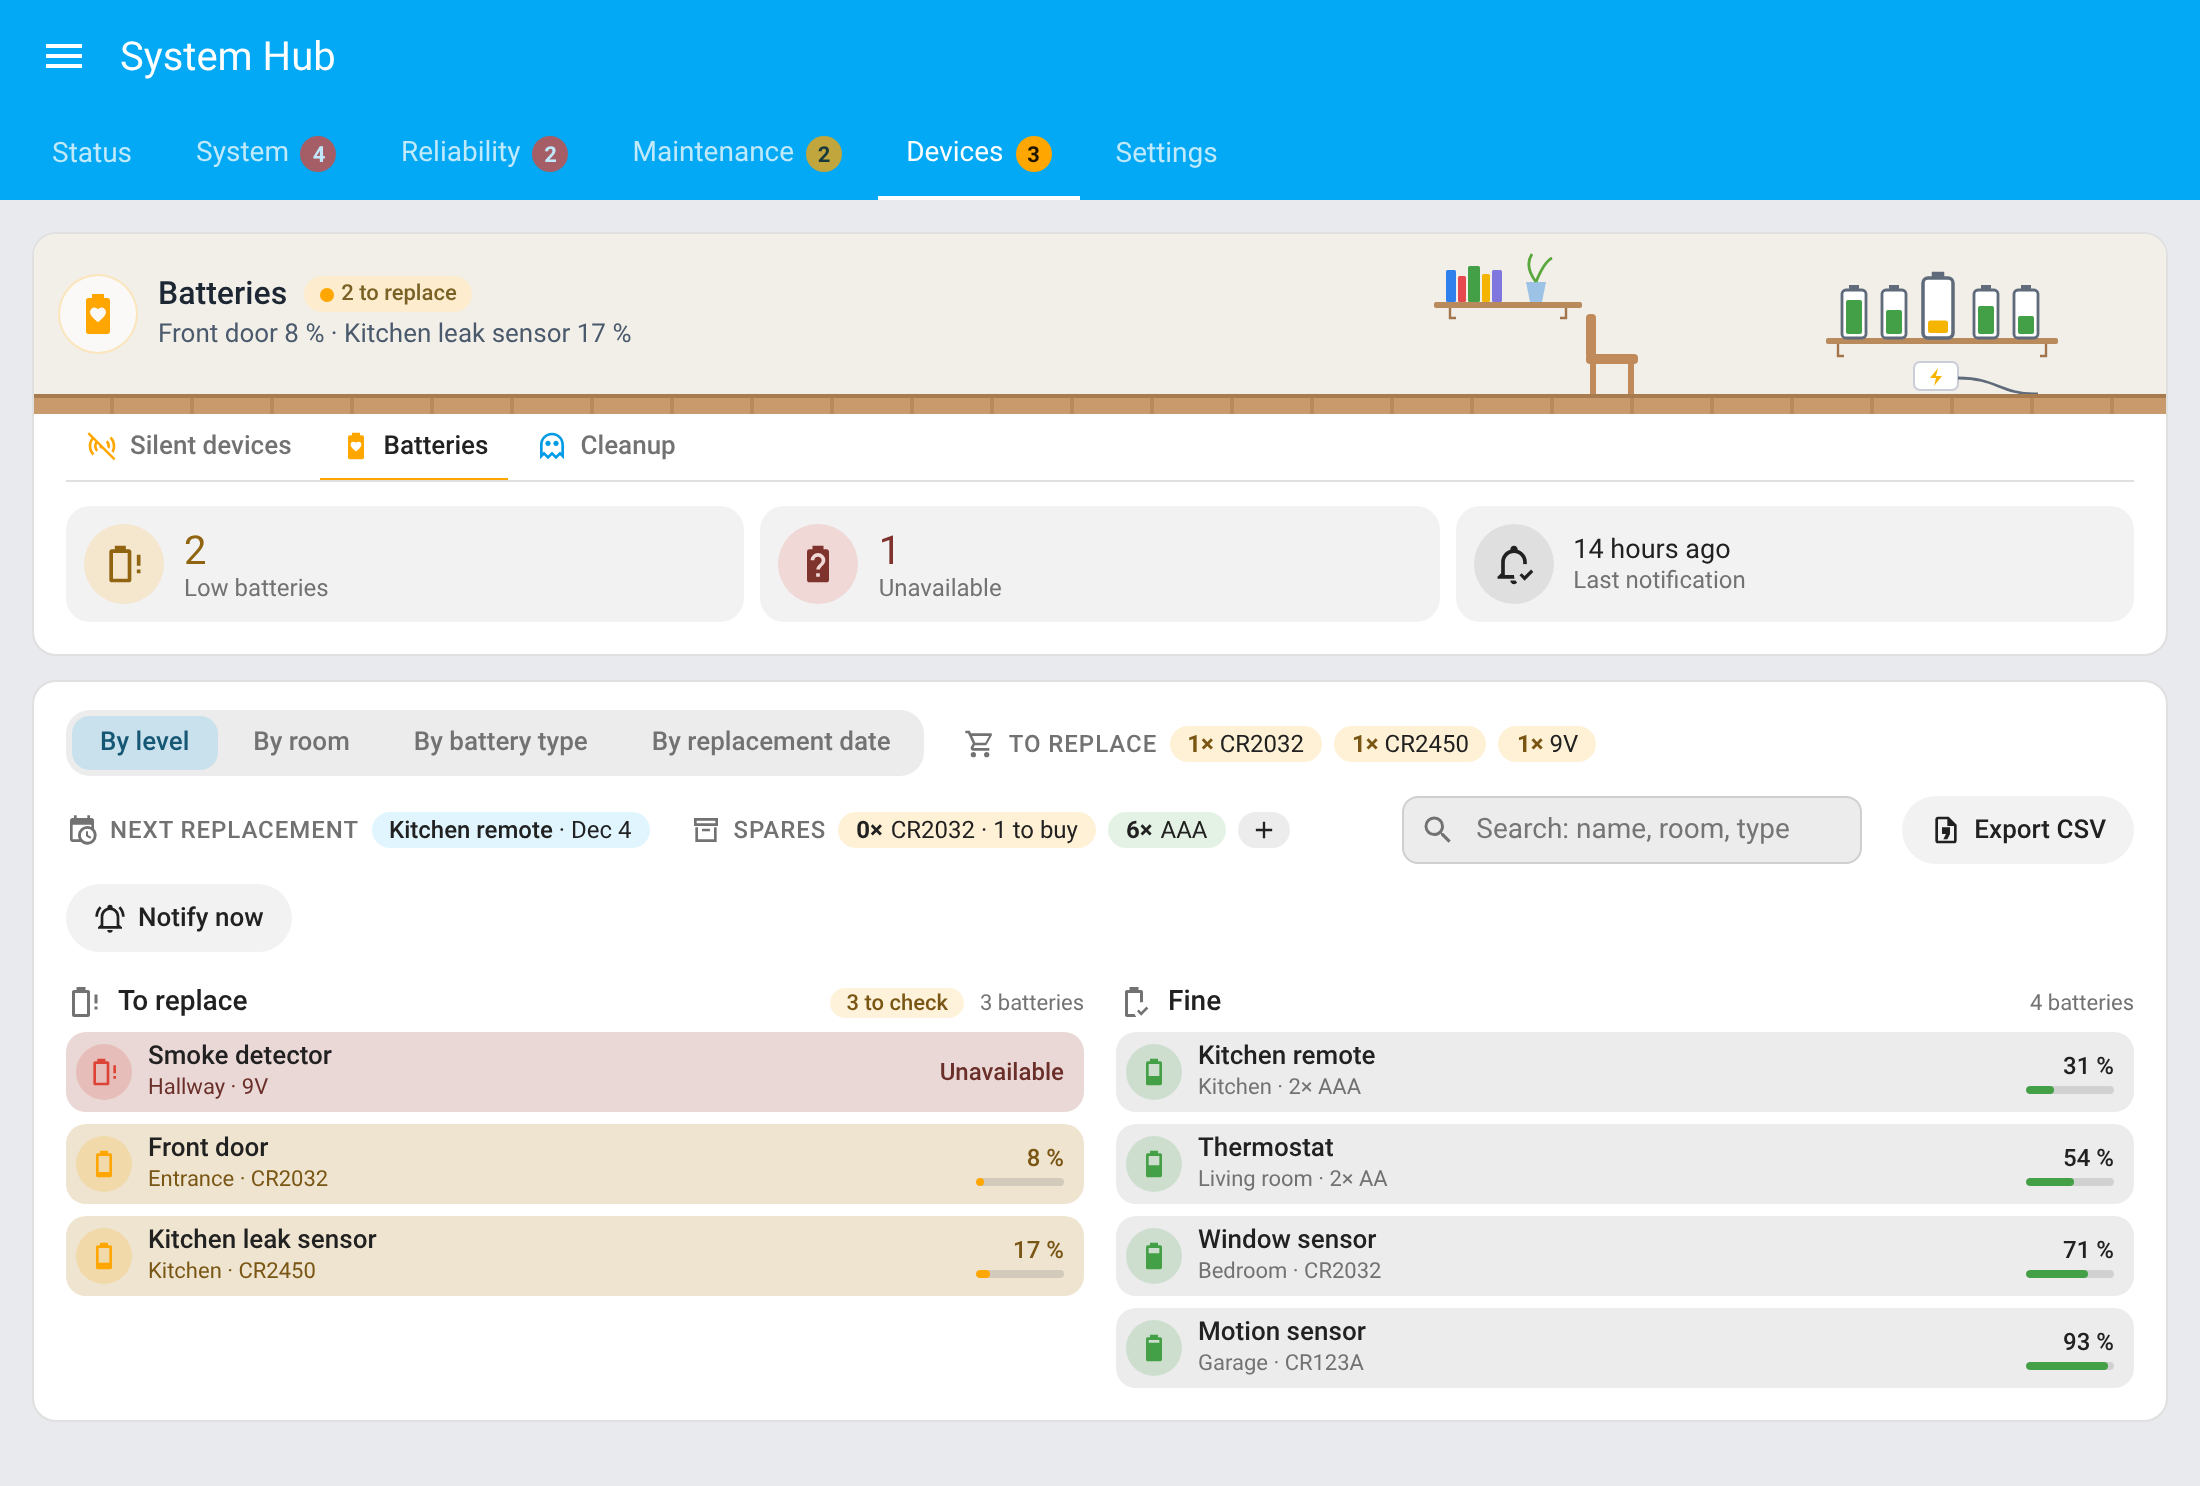 System Hub
Status
System 4
Reliability 2
Maintenance 2
Devices 3
Settings
Batteries
2 to replace
Front door 8 % · Kitchen leak sensor 17 %
Silent devices
Batteries
Cleanup
2
Low batteries
1
Unavailable
14 hours ago
Last notification
By level
By room
By battery type
By replacement date
TO REPLACE
1× CR2032
1× CR2450
1× 9V
NEXT REPLACEMENT
Kitchen remote · Dec 4
SPARES
0× CR2032 · 1 to buy
6× AAA
+
Search: name, room, type
Export CSV
Notify now
To replace
3 to check
3 batteries
Smoke detector
Hallway · 9V
Unavailable
Front door
Entrance · CR2032
8 %
Kitchen leak sensor
Kitchen · CR2450
17 %
Fine
4 batteries
Kitchen remote
Kitchen · 2× AAA
31 %
Thermostat
Living room · 2× AA
54 %
Window sensor
Bedroom · CR2032
71 %
Motion sensor
Garage · CR123A
93 %